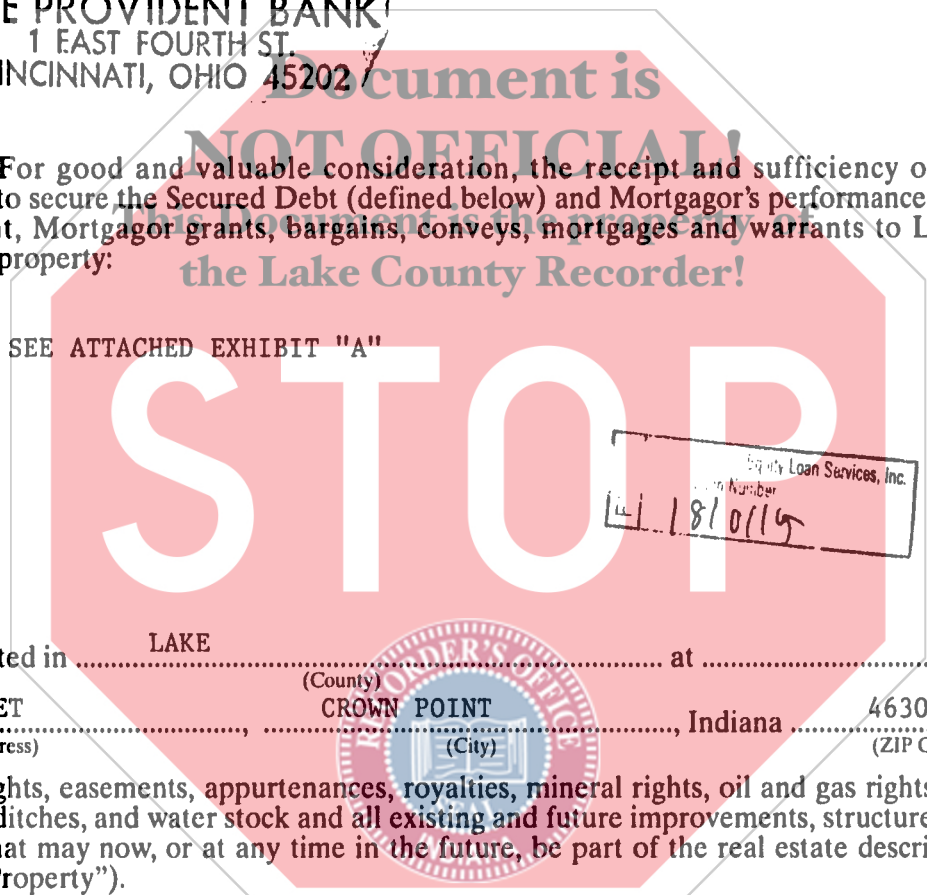 E PROVIDENT BANK
1 EAST FOURTH ST.
INCINNATI, OHIO 45202
Document is
NOT OFFICIAL!
This Document is the property of
the Lake County Recorder!
For good and valuable consideration, the receipt and sufficiency o
to secure the Secured Debt (defined below) and Mortgagor's performance
t, Mortgagor grants, bargains, conveys, mortgages and warrants to L
property:
SEE ATTACHED EXHIBIT "A"
STOP
Loan Services, Inc.
Number
ted in LAKE at
(County)
ET, CROWN POINT, Indiana 4630
ress) (City) (ZIP C
RECORDER'S OFFICE
SEAL
ghts, easements, appurtenances, royalties, mineral rights, oil and gas rights
ditches, and water stock and all existing and future improvements, structure
at may now, or at any time in the future, be part of the real estate descri
roperty").